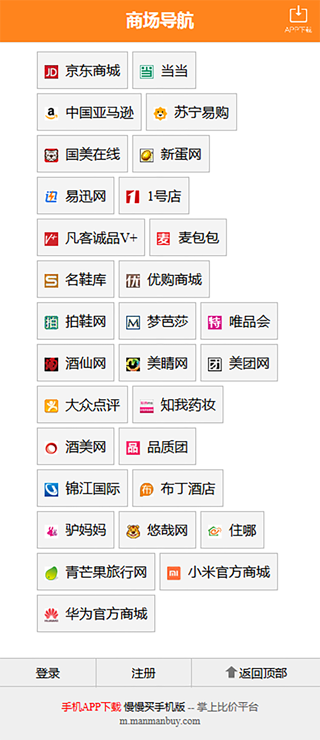 商场导航
APP下载
京东商城 当当
中国亚马逊 苏宁易购
国美在线 新蛋网
易迅网 1号店
凡客诚品V+ 麦包包
名鞋库 优购商城
拍鞋网 梦芭莎 唯品会
酒仙网 美睛网 美团网
大众点评 知我药妆
酒美网 品质团
锦江国际 布丁酒店
驴妈妈 悠哉网 住哪
青芒果旅行网 小米官方商城
华为官方商城
登录 注册 返回顶部
手机APP下载 慢慢买手机版 -- 掌上比价平台
m.manmanbuy.com